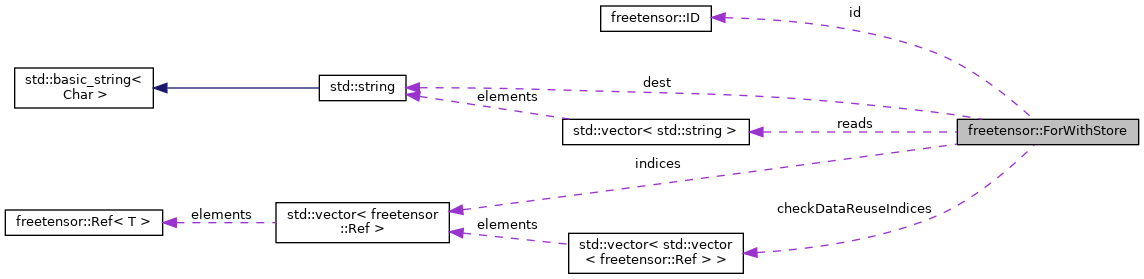 freetensor::ID
id
std::basic_string<
Char >
std::string
dest
elements
std::vector< std::string >
reads
freetensor::ForWithStore
indices
freetensor::Ref< T >
elements
std::vector< freetensor
::Ref >
elements
checkDataReuseIndices
std::vector< std::vector
< freetensor::Ref > >